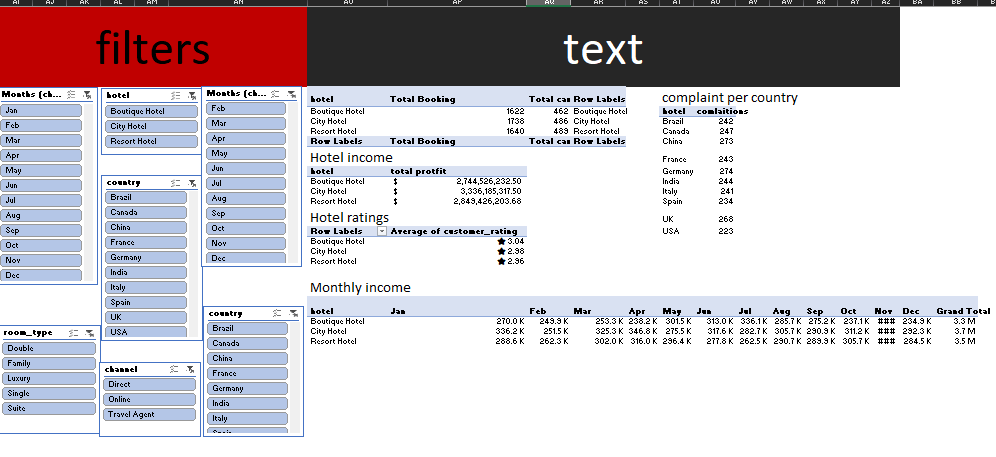 AI AJ AK AL AM AN AO AP AQ AR AS AT AU AV AW AX AY AZ BA BB
filters
text
Months (ch...
Jan
Feb
Mar
Apr
May
Jun
Jul
Aug
Sep
Oct
Nov
Dec
hotel
Boutique Hotel
City Hotel
Resort Hotel
Months (ch...
Feb
Mar
Apr
May
Jun
Jul
Aug
Sep
Oct
Nov
Dec
country
Brazil
Canada
China
France
Germany
India
Italy
Spain
UK
USA
room_type
Double
Family
Luxury
Single
Suite
channel
Direct
Online
Travel Agent
country
Brazil
Canada
China
France
Germany
India
Italy
Spain
hotel Total Booking Total can Row Labels
Boutique Hotel 1622 462 Boutique Hotel
City Hotel 1738 486 City Hotel
Resort Hotel 1640 489 Resort Hotel
Row Labels Total Booking Total can Row Labels
Hotel income
hotel total protfit
Boutique Hotel $ 2,744,526,232.50
City Hotel $ 3,336,185,317.50
Resort Hotel $ 2,849,426,203.68
Hotel ratings
Row Labels Average of customer_rating
Boutique Hotel ★ 3.04
City Hotel ★ 2.98
Resort Hotel ★ 2.96
complaint per country
hotel comlaitions
Brazil 242
Canada 247
China 273
France 243
Germany 274
India 244
Italy 241
Spain 234
UK 268
USA 223
Monthly income
hotel Jan Feb Mar Apr May Jun Jul Aug Sep Oct Nov Dec Grand Total
Boutique Hotel 270.0 K 249.9 K 253.3 K 238.2 K 301.5 K 313.0 K 336.1 K 285.7 K 275.2 K 237.1 K ### 234.9 K 3.3 M
City Hotel 336.2 K 251.5 K 325.3 K 346.8 K 275.5 K 317.6 K 282.7 K 305.7 K 290.9 K 311.2 K ### 292.3 K 3.7 M
Resort Hotel 288.6 K 262.3 K 302.0 K 316.0 K 296.4 K 277.8 K 262.5 K 290.7 K 289.9 K 305.7 K ### 284.5 K 3.5 M